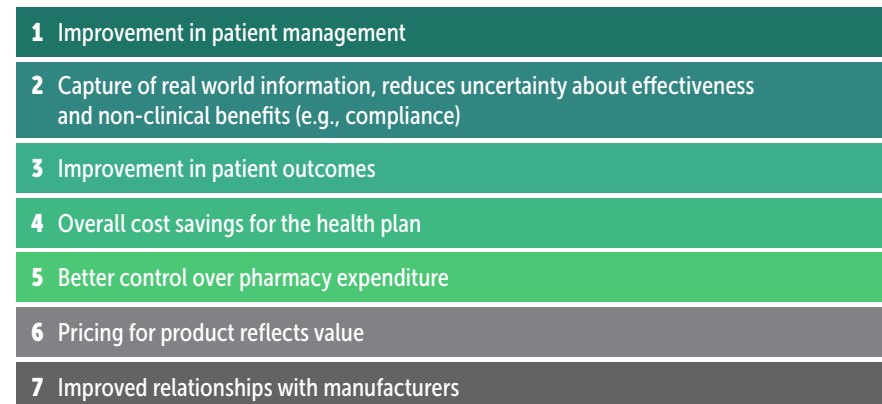 1 Improvement in patient management
2 Capture of real world information, reduces uncertainty about effectiveness
and non-clinical benefits (e.g., compliance)
3 Improvement in patient outcomes
4 Overall cost savings for the health plan
5 Better control over pharmacy expenditure
6 Pricing for product reflects value
7 Improved relationships with manufacturers